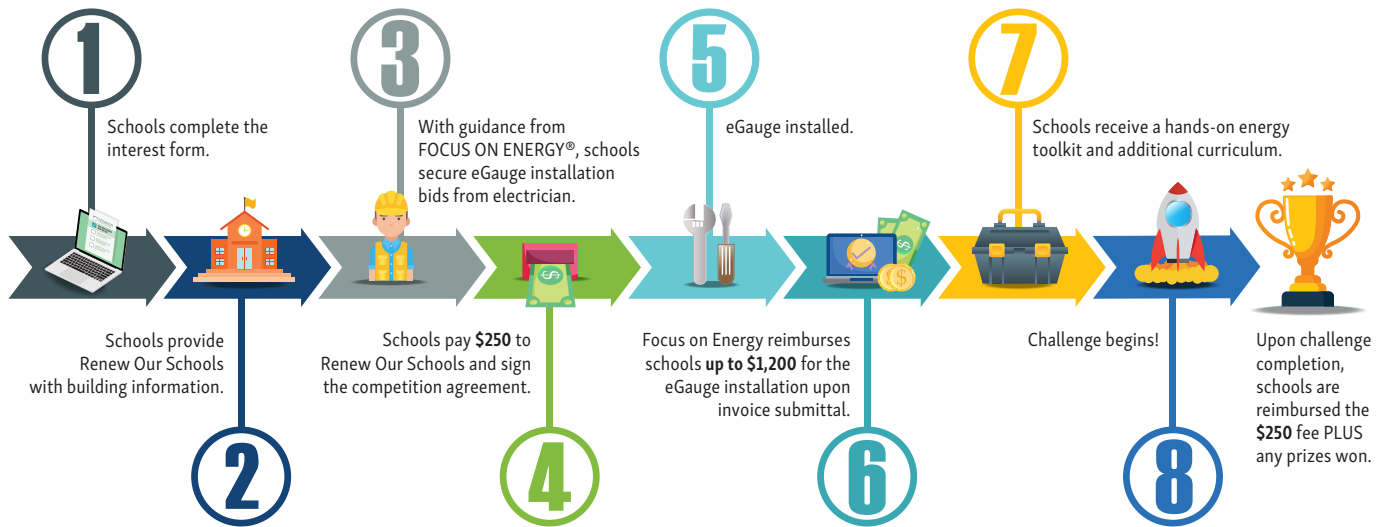 1
Schools complete the
interest form.
2
Schools provide
Renew Our Schools
with building information.
3
With guidance from
FOCUS ON ENERGY®, schools
secure eGauge installation
bids from electrician.
4
Schools pay $250 to
Renew Our Schools and sign
the competition agreement.
5
eGauge installed.
6
Focus on Energy reimburses
schools up to $1,200 for the
eGauge installation upon
invoice submittal.
7
Schools receive a hands-on energy
toolkit and additional curriculum.
8
Challenge begins!
Upon challenge
completion,
schools are
reimbursed the
$250 fee PLUS
any prizes won.